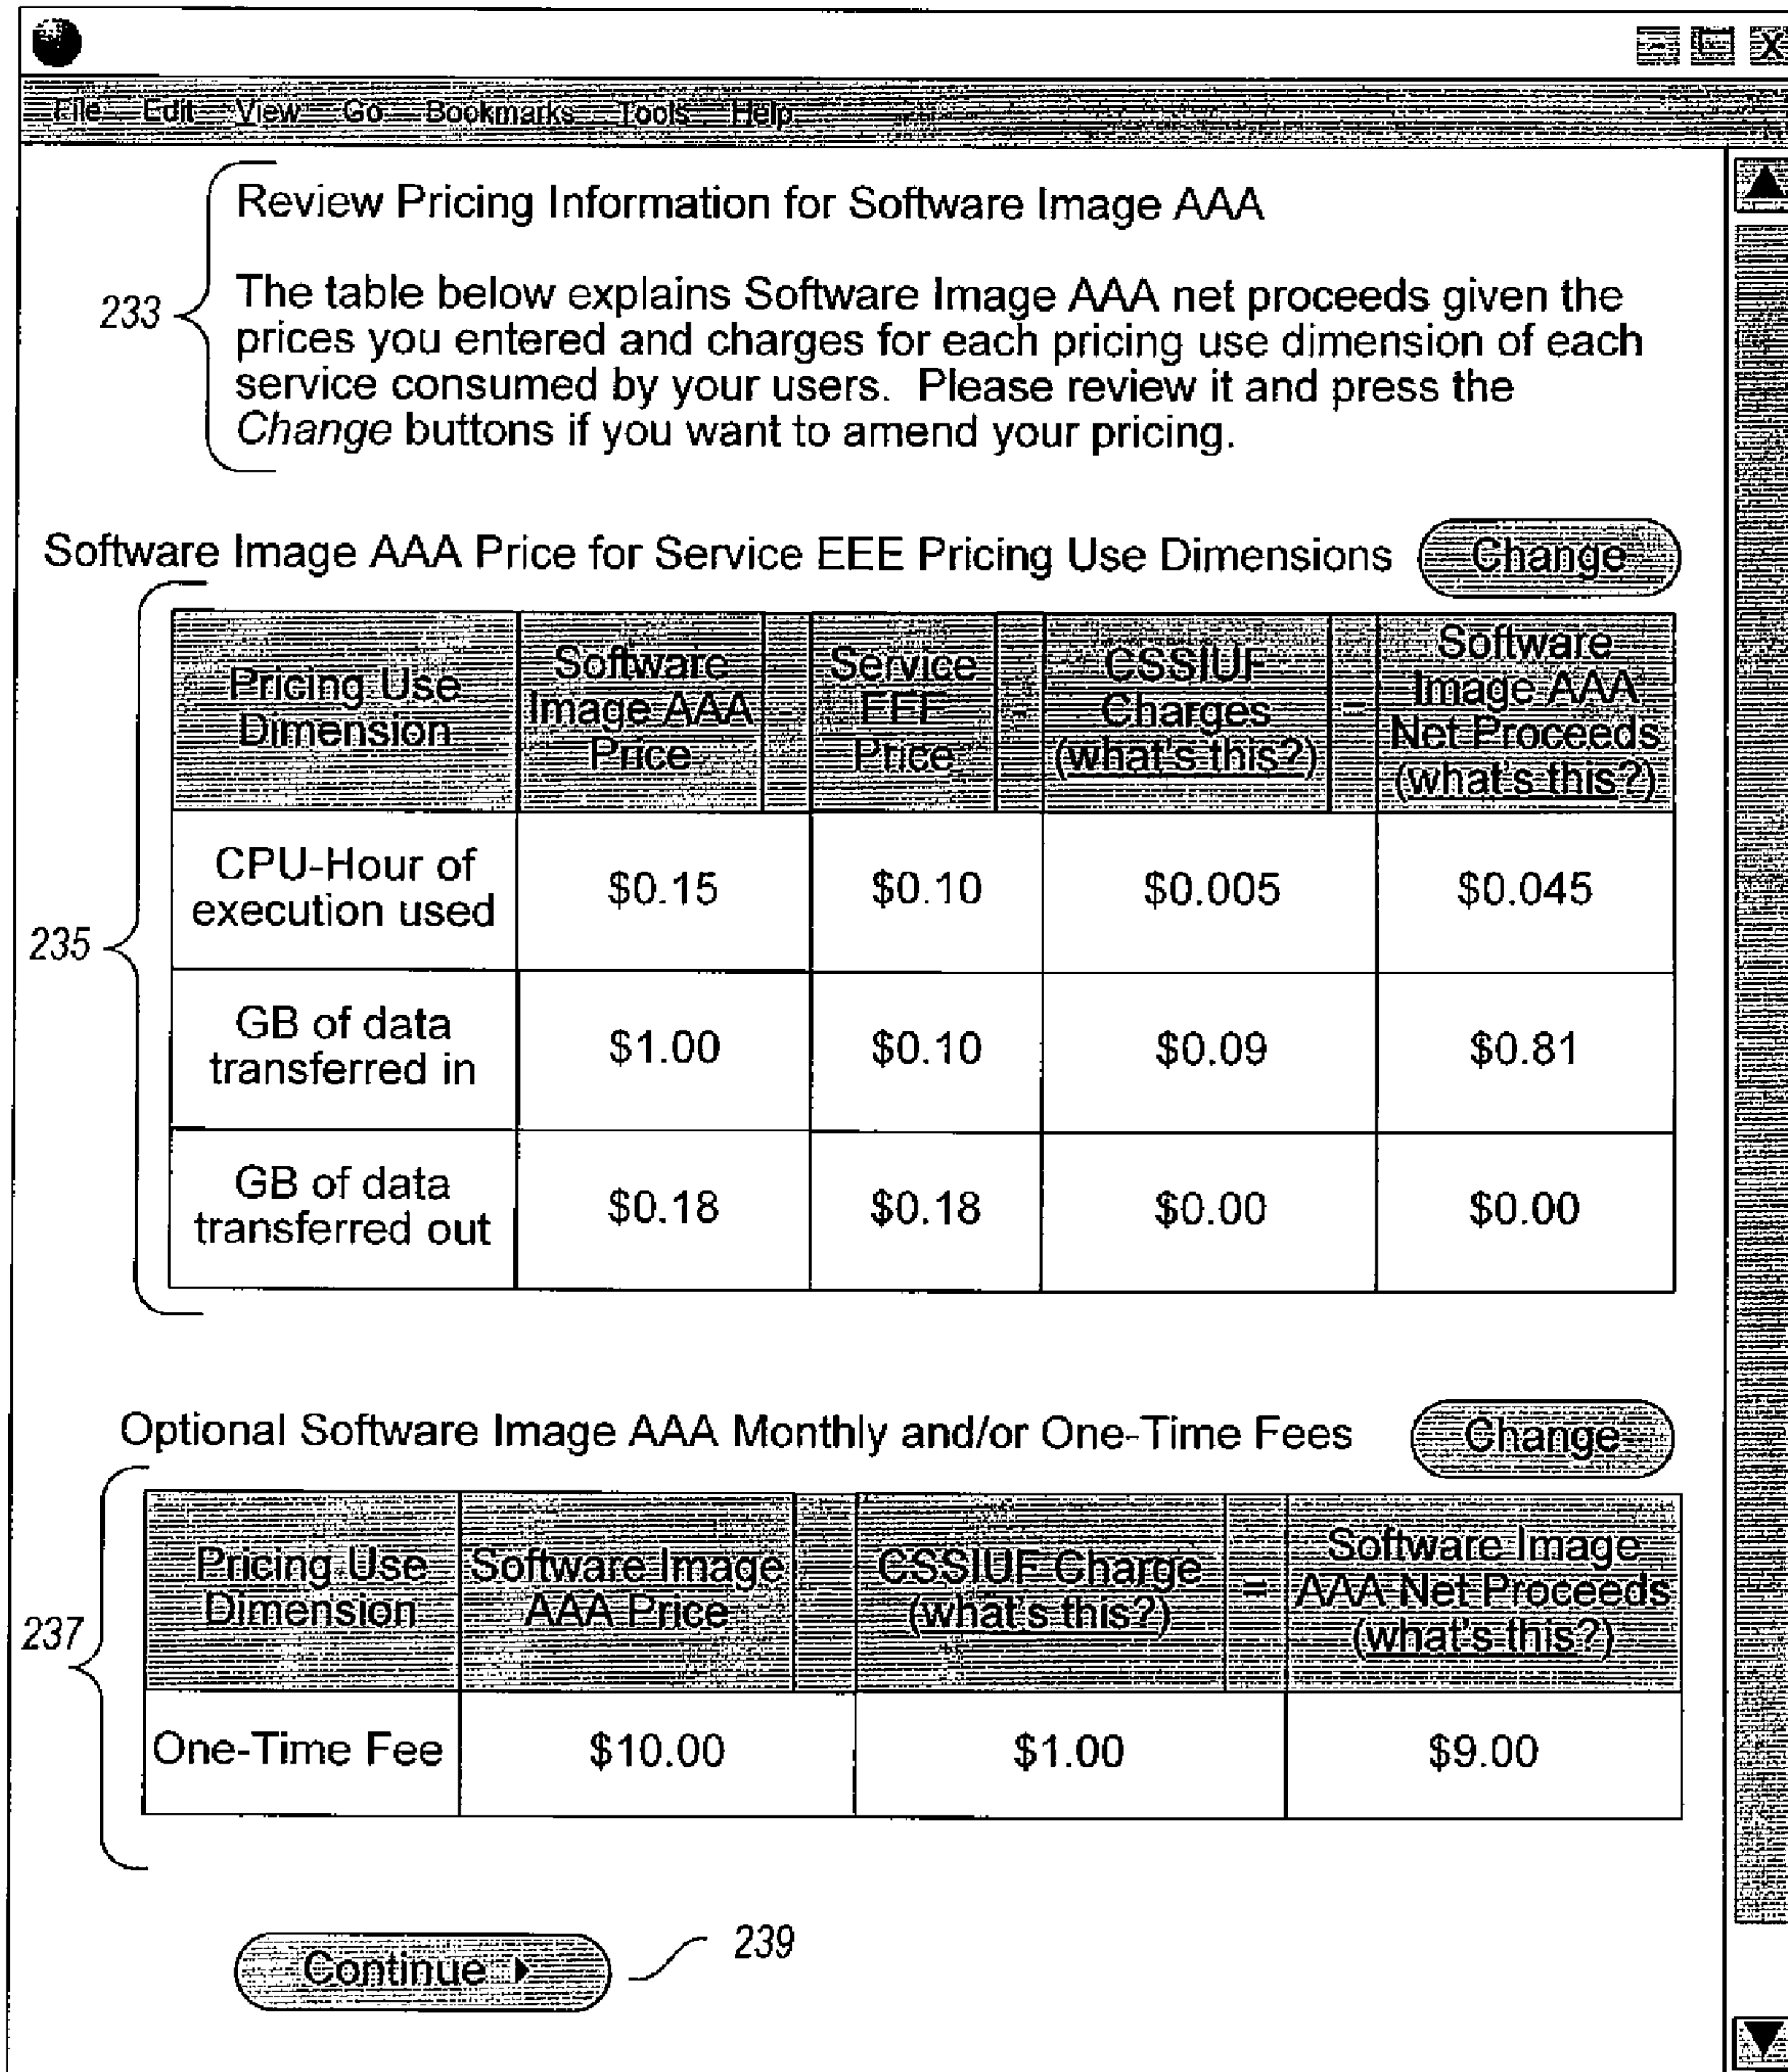 File Edit View Go Bookmarks Tools Help
Review Pricing Information for Software Image AAA
233
The table below explains Software Image AAA net proceeds given the
prices you entered and charges for each pricing use dimension of each
service consumed by your users. Please review it and press the
Change buttons if you want to amend your pricing.
Software Image AAA Price for Service EEE Pricing Use Dimensions Change
235
Pricing Use
Dimension
Software
Image AAA
Price
-
Service
EEE
Price
-
CSSIUF
Charges
(what's this?)
=
Software
Image AAA
Net Proceeds
(what's this?)
CPU-Hour of
execution used
$0.15 $0.10 $0.005 $0.045
GB of data
transferred in
$1.00 $0.10 $0.09 $0.81
GB of data
transferred out
$0.18 $0.18 $0.00 $0.00
Optional Software Image AAA Monthly and/or One-Time Fees Change
237
Pricing Use
Dimension
Software Image
AAA Price
CSSIUF Charge
(what's this?)
=
Software Image
AAA Net Proceeds
(what's this?)
One-Time Fee $10.00 $1.00 $9.00
Continue
239